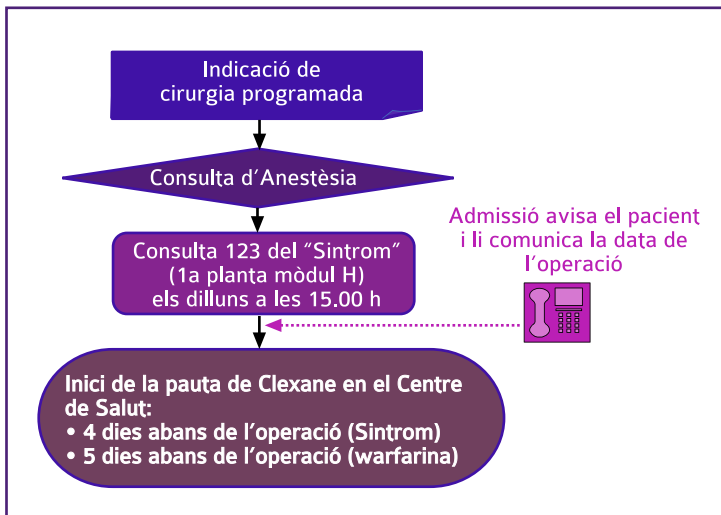 Indicació de
cirurgia programada
Consulta d'Anestèsia
Consulta 123 del "Sintrom"
(1a planta mòdul H)
els dilluns a les 15.00 h
Admissió avisa el pacient
i li comunica la data de
l'operació
Inici de la pauta de Clexane en el Centre
de Salut:
• 4 dies abans de l'operació (Sintrom)
• 5 dies abans de l'operació (warfarina)